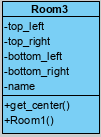 Room3
-top_left
-top_right
-bottom_left
-bottom_right
-name
+get_center()
+Room1()